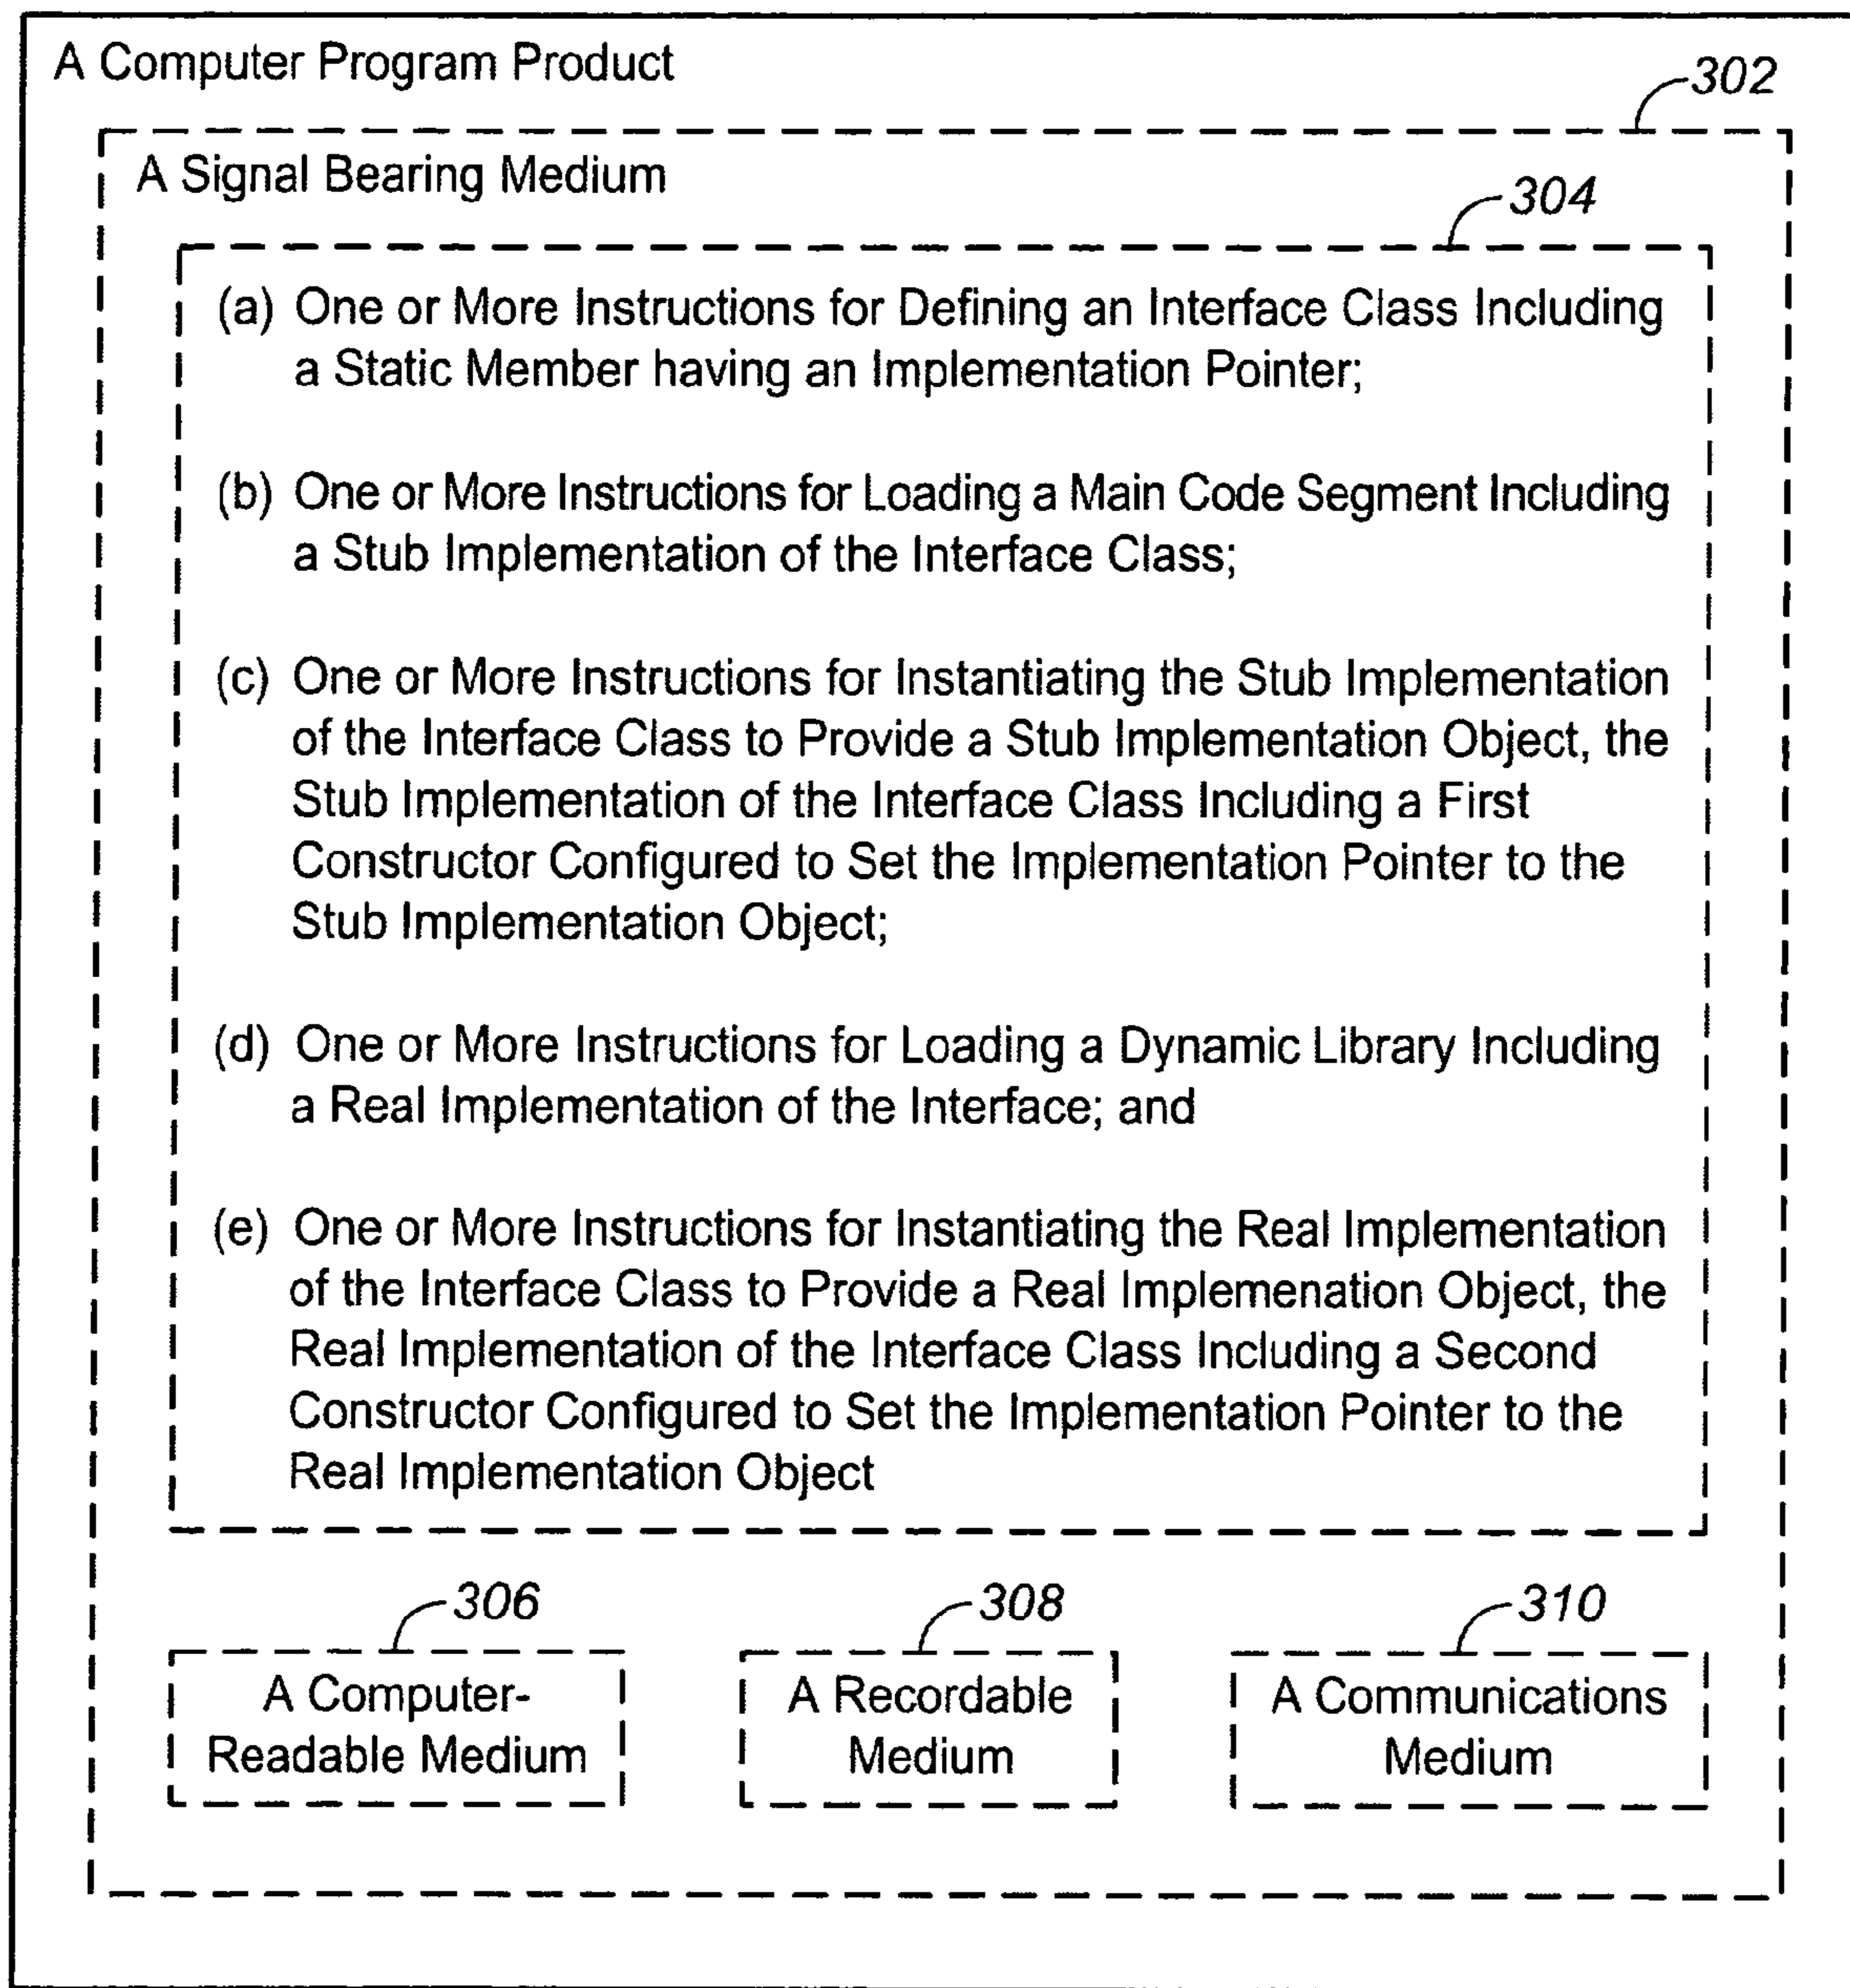 A Computer Program Product
302
A Signal Bearing Medium
304
(a) One or More Instructions for Defining an Interface Class Including
a Static Member having an Implementation Pointer;
(b) One or More Instructions for Loading a Main Code Segment Including
a Stub Implementation of the Interface Class;
(c) One or More Instructions for Instantiating the Stub Implementation
of the Interface Class to Provide a Stub Implementation Object, the
Stub Implementation of the Interface Class Including a First
Constructor Configured to Set the Implementation Pointer to the
Stub Implementation Object;
(d) One or More Instructions for Loading a Dynamic Library Including
a Real Implementation of the Interface; and
(e) One or More Instructions for Instantiating the Real Implementation
of the Interface Class to Provide a Real Implemenation Object, the
Real Implementation of the Interface Class Including a Second
Constructor Configured to Set the Implementation Pointer to the
Real Implementation Object
306
308
310
A Computer-
Readable Medium
A Recordable
Medium
A Communications
Medium